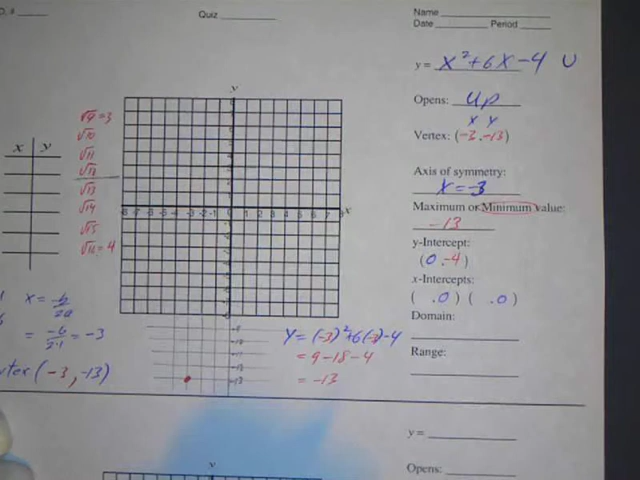 Quiz
Name
Date Period
y = x² + 6x - 4 U
Opens: up
x y
Vertex: (-3, -13)
Axis of symmetry:
x = -3
Maximum or Minimum value:
-13
y-Intercept:
(0, -4)
x-Intercepts:
( , 0) ( , 0)
Domain:
Range:
x y
√9 = 3
√10
√11
√12
√13
√14
√15
√16 = 4
y
x
x = -b/2a
= -6/2·1 = -3
(-3, -13)
y = (-3)² + 6(-3) - 4
= 9 - 18 - 4
= -13
y =
Opens:
y